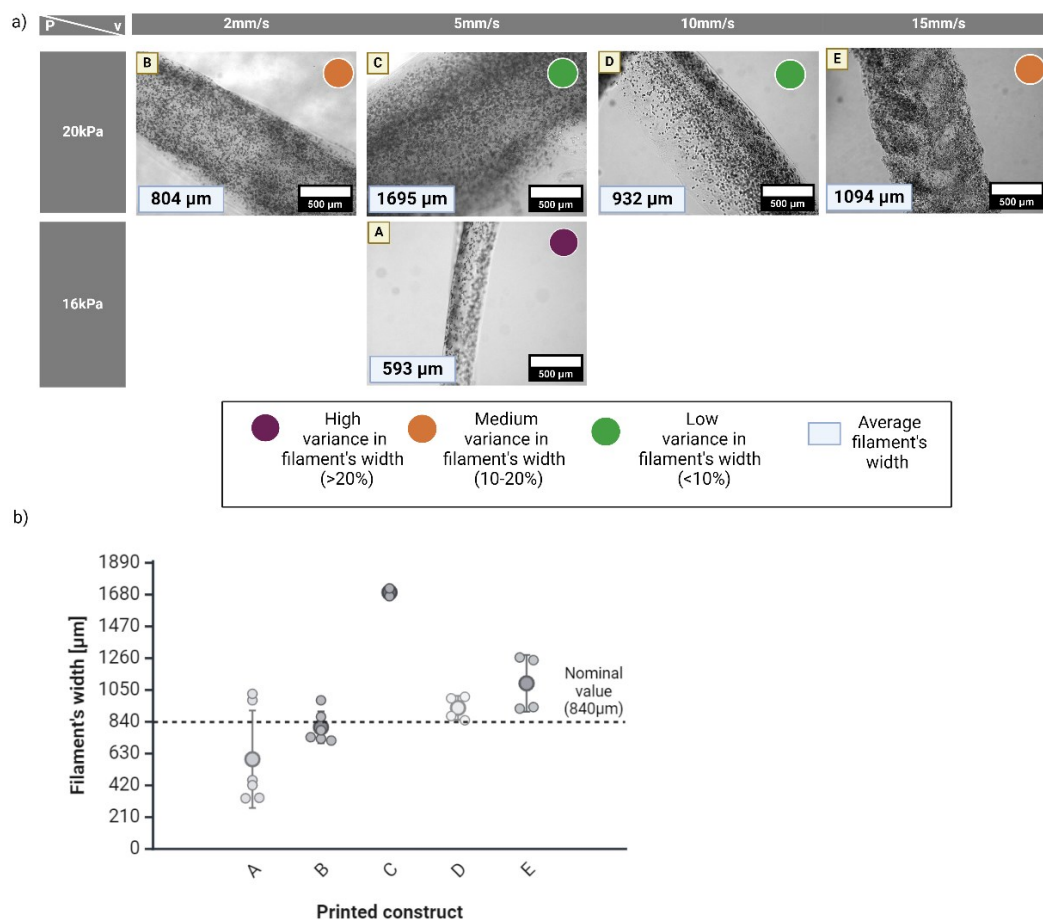 a)
P v 2mm/s 5mm/s 10mm/s 15mm/s
20kPa
B
804 µm
500 µm
C
1695 µm
500 µm
D
932 µm
500 µm
E
1094 µm
500 µm
16kPa
A
593 µm
500 µm
High
variance in
filament's width
(>20%)
Medium
variance in
filament's width
(10-20%)
Low
variance in
filament's width
(<10%)
Average
filament's
width
b)
Filament's width [µm]
1890
1680
1470
1260
1050
840
630
420
210
0
Nominal
value
(840µm)
A B C D E
Printed construct